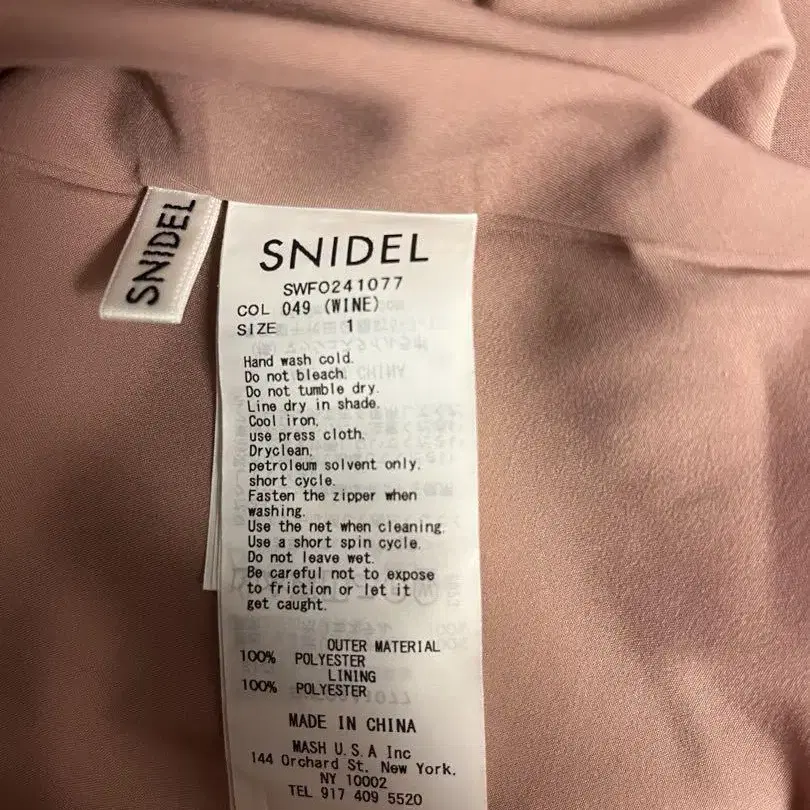 SNIDEL
SNIDEL
SWFO241077
COL 049 (WINE)
SIZE 1
Hand wash cold.
Do not bleach.
Do not tumble dry.
Line dry in shade.
Cool iron,
use press cloth.
Dryclean,
petroleum solvent only.
short cycle.
Fasten the zipper when
washing.
Use the net when cleaning.
Use a short spin cycle.
Do not leave wet.
Be careful not to expose
to friction or let it
get caught.
OUTER MATERIAL
100% POLYESTER
LINING
100% POLYESTER
MADE IN CHINA
MASH U.S.A Inc
144 Orchard St. New York.
NY 10002
TEL 917 409 5520